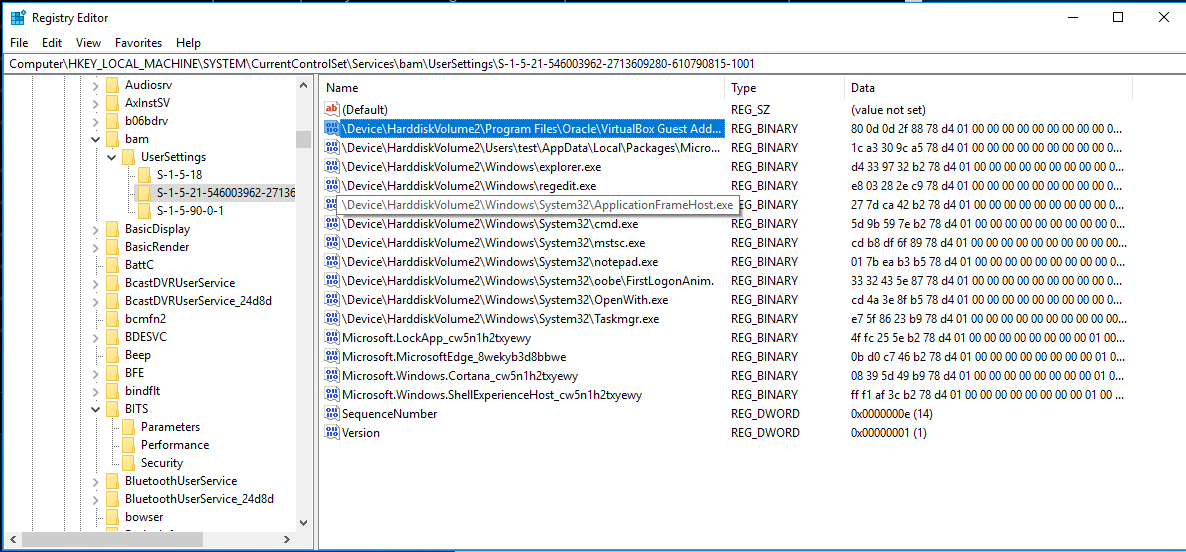 Registry Editor
File Edit View Favorites Help
Computer\HKEY_LOCAL_MACHINE\SYSTEM\CurrentControlSet\Services\bam\UserSettings\S-1-5-21-546003962-2713609280-610790815-1001
Audiosrv
AxInstSV
b06bdrv
bam
UserSettings
S-1-5-18
S-1-5-21-546003962-27136
S-1-5-90-0-1
BasicDisplay
BasicRender
BattC
BcastDVRUserService
BcastDVRUserService_24d8d
bcmfn2
BDESVC
Beep
BFE
bindflt
BITS
Parameters
Performance
Security
BluetoothUserService
BluetoothUserService_24d8d
bowser
Name Type Data
ab (Default) REG_SZ (value not set)
\Device\HarddiskVolume2\Program Files\Oracle\VirtualBox Guest Add... REG_BINARY 80 0d 0d 2f 88 78 d4 01 00 00 00 00 00 00 00 00 0...
\Device\HarddiskVolume2\Users\test\AppData\Local\Packages\Micro... REG_BINARY 1c a3 30 9c a5 78 d4 01 00 00 00 00 00 00 00 00 0...
\Device\HarddiskVolume2\Windows\explorer.exe REG_BINARY d4 33 97 32 b2 78 d4 01 00 00 00 00 00 00 00 00 0...
\Device\HarddiskVolume2\Windows\regedit.exe REG_BINARY e8 03 28 2e c9 78 d4 01 00 00 00 00 00 00 00 00 0...
\Device\HarddiskVolume2\Windows\System32\ApplicationFrameHost.exe EG_BINARY 27 7d ca 42 b2 78 d4 01 00 00 00 00 00 00 00 00 0...
\Device\HarddiskVolume2\Windows\System32\cmd.exe REG_BINARY 5d 9b 59 7e b2 78 d4 01 00 00 00 00 00 00 00 00 0...
\Device\HarddiskVolume2\Windows\System32\mstsc.exe REG_BINARY cd b8 df 6f 89 78 d4 01 00 00 00 00 00 00 00 00 0...
\Device\HarddiskVolume2\Windows\System32\notepad.exe REG_BINARY 01 7b ea b3 b5 78 d4 01 00 00 00 00 00 00 00 00 0...
\Device\HarddiskVolume2\Windows\System32\oobe\FirstLogonAnim. REG_BINARY 33 32 43 5e 87 78 d4 01 00 00 00 00 00 00 00 00 0...
\Device\HarddiskVolume2\Windows\System32\OpenWith.exe REG_BINARY cd 4a 3e 8f b5 78 d4 01 00 00 00 00 00 00 00 00 0...
\Device\HarddiskVolume2\Windows\System32\Taskmgr.exe REG_BINARY e7 5f 86 23 b9 78 d4 01 00 00 00 00 00 00 00 00 0...
Microsoft.LockApp_cw5n1h2txyewy REG_BINARY 4f fc 25 5e b2 78 d4 01 00 00 00 00 00 00 00 00 01 00 ...
Microsoft.MicrosoftEdge_8wekyb3d8bbwe REG_BINARY 0b d0 c7 46 b2 78 d4 01 00 00 00 00 00 00 00 00 01 0...
Microsoft.Windows.Cortana_cw5n1h2txyewy REG_BINARY 08 39 5d 49 b9 78 d4 01 00 00 00 00 00 00 00 00 01 0...
Microsoft.Windows.ShellExperienceHost_cw5n1h2txyewy REG_BINARY ff f1 af 3c b2 78 d4 01 00 00 00 00 00 00 00 00 01 00 ...
SequenceNumber REG_DWORD 0x0000000e (14)
Version REG_DWORD 0x00000001 (1)